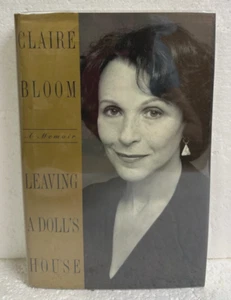 CLAIRE
BLOOM
A Memoir
LEAVING
A DOLL'S
HOUSE